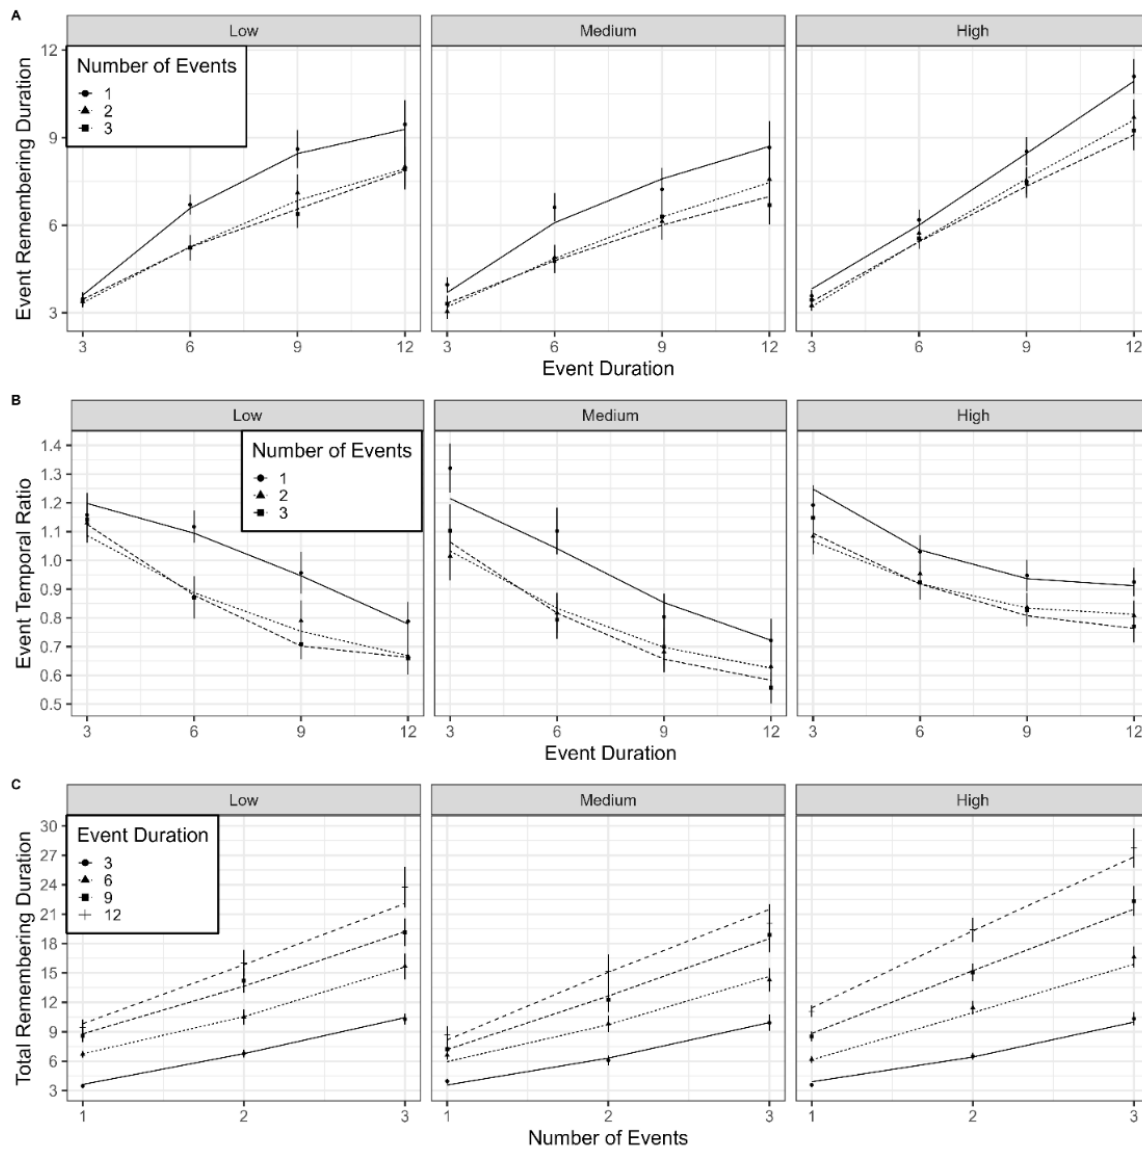 A
Low Medium High
Event Remembering Duration
12
9
6
3
Number of Events
1
2
3
3 6 9 12 3 6 9 12 3 6 9 12
Event Duration
B
Low Medium High
Event Temporal Ratio
1.4
1.3
1.2
1.1
1.0
0.9
0.8
0.7
0.6
0.5
Number of Events
1
2
3
3 6 9 12 3 6 9 12 3 6 9 12
Event Duration
C
Low Medium High
Total Remembering Duration
30
27
24
21
18
15
12
9
6
3
Event Duration
3
6
9
12
1 2 3 1 2 3 1 2 3
Number of Events